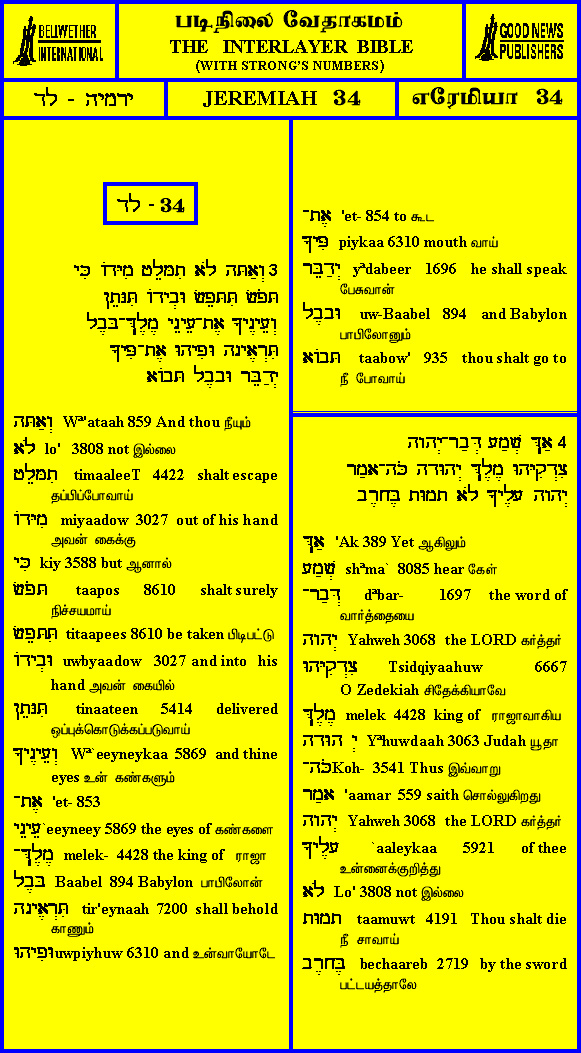 BELLWETHER
INTERNATIONAL
படிநிலை வேதாகமம்
THE INTERLAYER BIBLE
(WITH STRONG'S NUMBERS)
GOOD NEWS
PUBLISHERS
ירמיה - לד
JEREMIAH 34
எரேமியா 34
לד - 34
3 וְאַתָּה לֹא תִמָּלֵט מִיָּדוֹ כִּי
תָּפֹשׂ תִּתָּפֵשׂ וּבְיָדוֹ תִּנָּתֵן
וְעֵינֶיךָ אֶת־עֵינֵי מֶלֶךְ־בָּבֶל
תִּרְאֶינָה וּפִיהוּ אֶת־פִּיךָ
יְדַבֵּר וּבָבֶל תָּבוֹא
וְאַתָּה Wª'ataah 859 And thou நீயும்
לֹא lo' 3808 not இல்லை
תִמָּלֵט timaaleeT 4422 shalt escape
தப்பிப்போவாய்
מִיָּדוֹ miyaadow 3027 out of his hand
அவன் கைக்கு
כִּי kiy 3588 but ஆனால்
תָּפֹשׂ taapos 8610 shalt surely
நிச்சயமாய்
תִּתָּפֵשׂ titaapees 8610 be taken பிடிபட்டு
וּבְיָדוֹ uwbyaadow 3027 and into his
hand அவன் கையில்
תִּנָּתֵן tinaateen 5414 delivered
ஒப்புக்கொடுக்கப்படுவாய்
וְעֵינֶיךָ Wª`eeyneykaa 5869 and thine
eyes உன் கண்களும்
אֶת־ 'et- 853
עֵינֵי `eeyneey 5869 the eyes of கண்களை
מֶלֶךְ־ melek- 4428 the king of ராஜா
בָּבֶל Baabel 894 Babylon பாபிலோன்
תִּרְאֶינָה tir'eynaah 7200 shall behold
காணும்
וּפִיהוּ uwpiyhuw 6310 and உன்வாயோடே
אֶת־ 'et- 854 to கூட
פִּיךָ piykaa 6310 mouth வாய்
יְדַבֵּר yªdabeer 1696 he shall speak
பேசுவான்
וּבָבֶל uw-Baabel 894 and Babylon
பாபிலோனும்
תָּבוֹא taabow' 935 thou shalt go to
நீ போவாய்
4 אַךְ שְׁמַע דְּבַר־יְהוָה
צִדְקִיָּהוּ מֶלֶךְ יְהוּדָה כֹּה־אָמַר
יְהוָה עָלֶיךָ לֹא תָמוּת בֶּחָרֶב
אַךְ 'Ak 389 Yet ஆகிலும்
שְׁמַע shªma` 8085 hear கேள்
דְּבַר־ dªbar- 1697 the word of
வார்த்தையை
יְהוָה Yahweh 3068 the LORD கர்த்தர்
צִדְקִיָּהוּ Tsidqiyaahuw 6667
O Zedekiah சிதேக்கியாவே
מֶלֶךְ melek 4428 king of ராஜாவாகிய
יְ הוּדָה Yªhuwdaah 3063 Judah யூதா
כֹּה־ Koh- 3541 Thus இவ்வாறு
אָמַר 'aamar 559 saith சொல்லுகிறது
יְהוָה Yahweh 3068 the LORD கர்த்தர்
עָלֶיךָ `aaleykaa 5921 of thee
உன்னைக்குறித்து
לֹא Lo' 3808 not இல்லை
תָמוּת taamuwt 4191 Thou shalt die
நீ சாவாய்
בֶּחָרֶב bechaareb 2719 by the sword
பட்டயத்தாலே